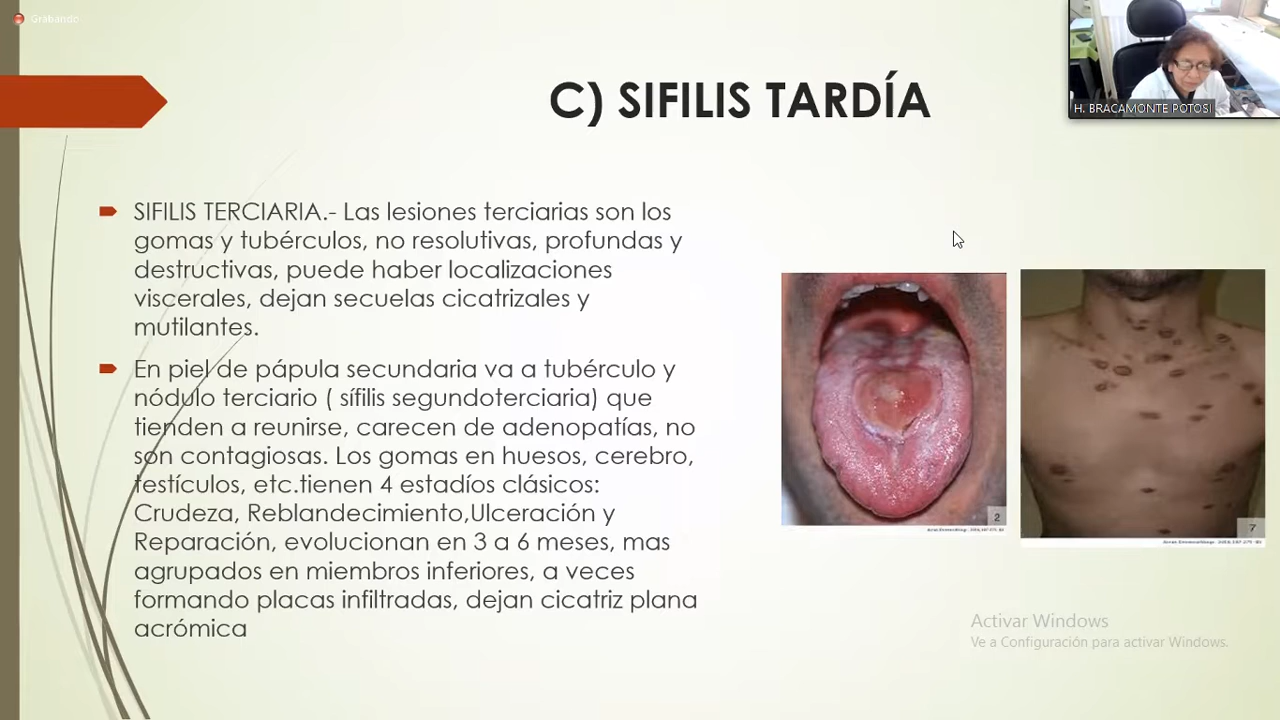 Grabando
C) SIFILIS TARDÍA
H. BRACAMONTE POTOSI
SIFILIS TERCIARIA.- Las lesiones terciarias son los
gomas y tubérculos, no resolutivas, profundas y
destructivas, puede haber localizaciones
viscerales, dejan secuelas cicatrizales y
mutilantes.
En piel de pápula secundaria va a tubérculo y
nódulo terciario ( sífilis segundoterciaria) que
tienden a reunirse, carecen de adenopatías, no
son contagiosas. Los gomas en huesos, cerebro,
testículos, etc.tienen 4 estadíos clásicos:
Crudeza, Reblandecimiento,Ulceración y
Reparación, evolucionan en 3 a 6 meses, mas
agrupados en miembros inferiores, a veces
formando placas infiltradas, dejan cicatriz plana
acrómica
2
7
Activar Windows
Ve a Configuración para activar Windows.